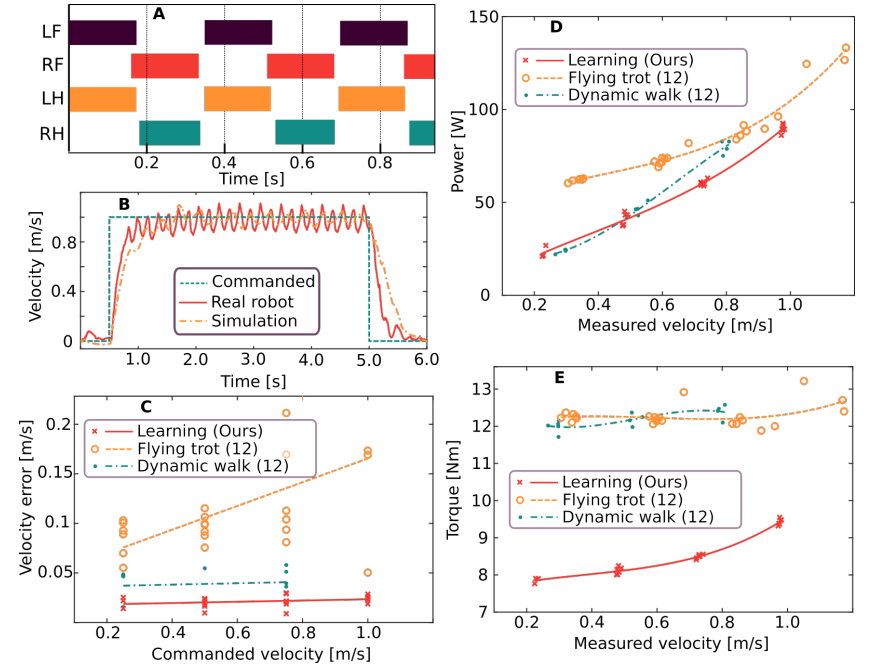 A
LF
RF
LH
RH
0.2
0.4
0.6
0.8
Time [s]
B
Velocity [m/s]
0.8
0.4
0
Commanded
Real robot
Simulation
1.0
2.0
3.0
4.0
5.0
6.0
Time [s]
C
Velocity error [m/s]
0.2
0.15
0.1
0.05
Learning (Ours)
Flying trot (12)
Dynamic walk (12)
0.2
0.4
0.6
0.8
1.0
Commanded velocity [m/s]
D
Power [W]
150
100
50
0
Learning (Ours)
Flying trot (12)
Dynamic walk (12)
0.2
0.4
0.6
0.8
1.0
Measured velocity [m/s]
E
Torque [Nm]
13
12
11
10
9
8
7
Learning (Ours)
Flying trot (12)
Dynamic walk (12)
0.2
0.4
0.6
0.8
1.0
Measured velocity [m/s]